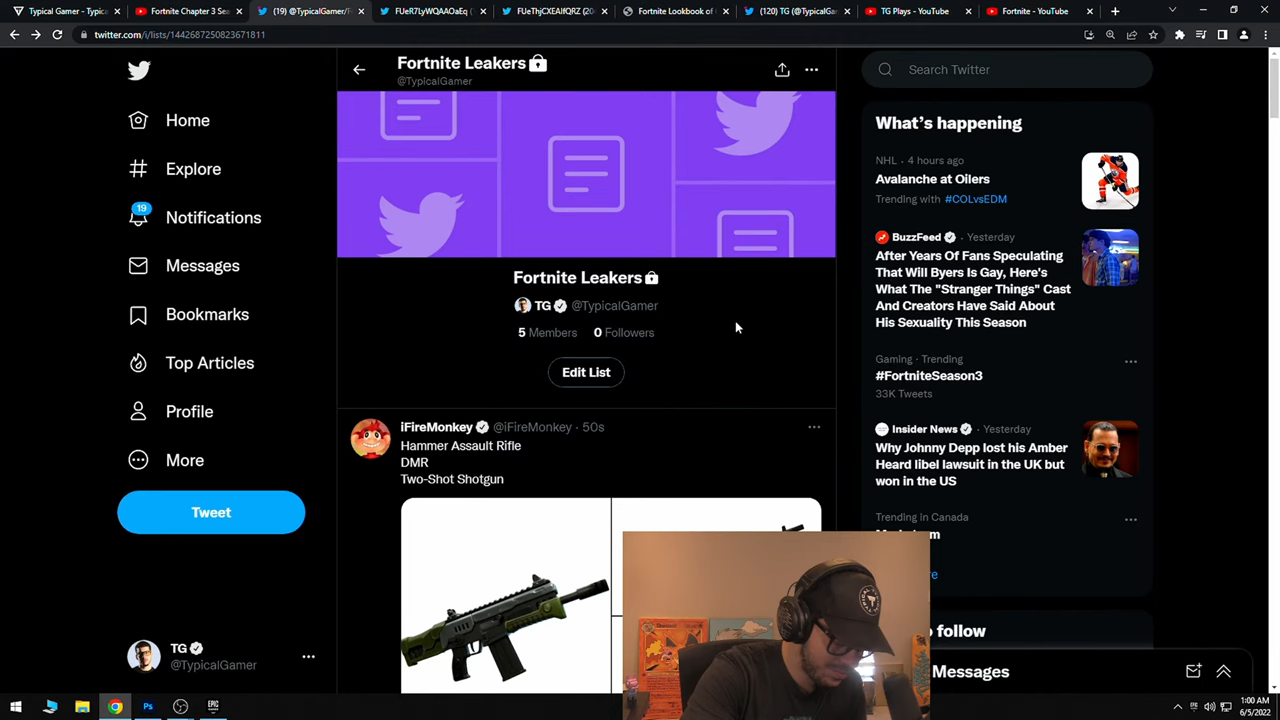 Typical Gamer - Typica
Fortnite Chapter 3 Sea
(19) @TypicalGamer/F
FUeR7LyWQAAOaEq (
FUeThjCXEAIfQRZ (20
Fortnite Lookbook of
(120) TG (@TypicalGam
TG Plays - YouTube
Fortnite - YouTube
twitter.com/i/lists/1442687250823671811
Home
Explore
19
Notifications
Messages
Bookmarks
Top Articles
Profile
More
Tweet
TG
@TypicalGamer
Fortnite Leakers
@TypicalGamer
Fortnite Leakers
TG @TypicalGamer
5 Members 0 Followers
Edit List
iFireMonkey @iFireMonkey · 50s
Hammer Assault Rifle
DMR
Two-Shot Shotgun
Search Twitter
What's happening
NHL · 4 hours ago
Avalanche at Oilers
Trending with #COLvsEDM
BuzzFeed · Yesterday
After Years Of Fans Speculating
That Will Byers Is Gay, Here's
What The "Stranger Things" Cast
And Creators Have Said About
His Sexuality This Season
Gaming · Trending
#FortniteSeason3
33K Tweets
Insider News · Yesterday
Why Johnny Depp lost his Amber
Heard libel lawsuit in the UK but
won in the US
Trending in Canada
Messages
1:00 AM
6/5/2022